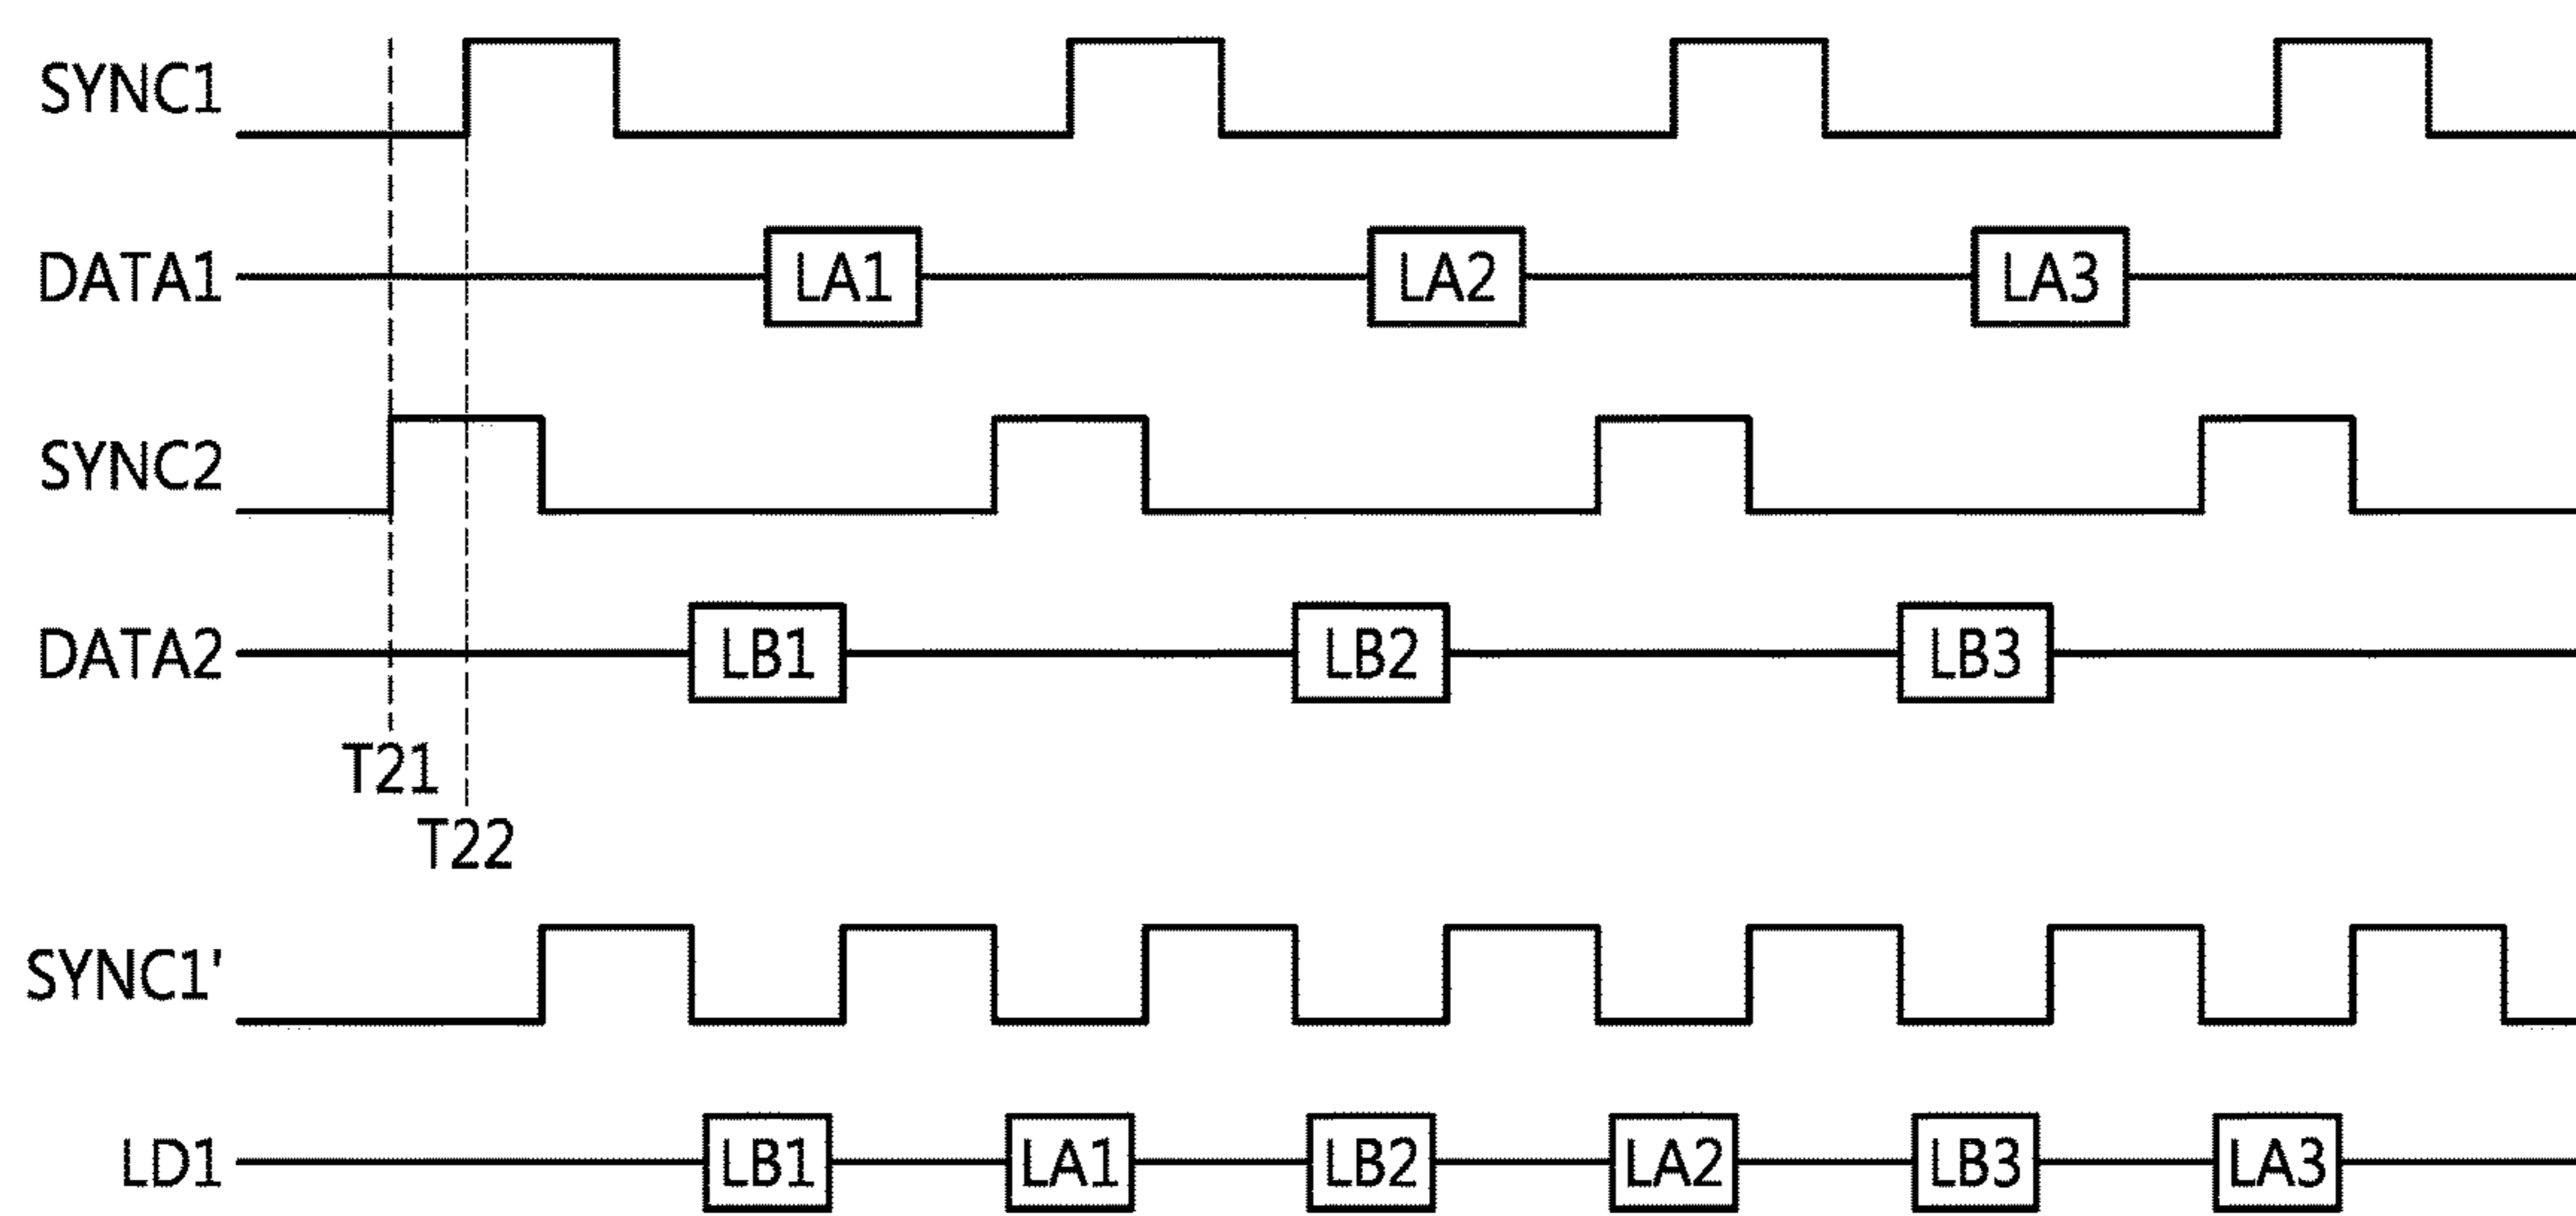 SYNC1
DATA1 LA1 LA2 LA3
SYNC2
DATA2 LB1 LB2 LB3
T21
T22
SYNC1'
LD1 LB1 LA1 LB2 LA2 LB3 LA3